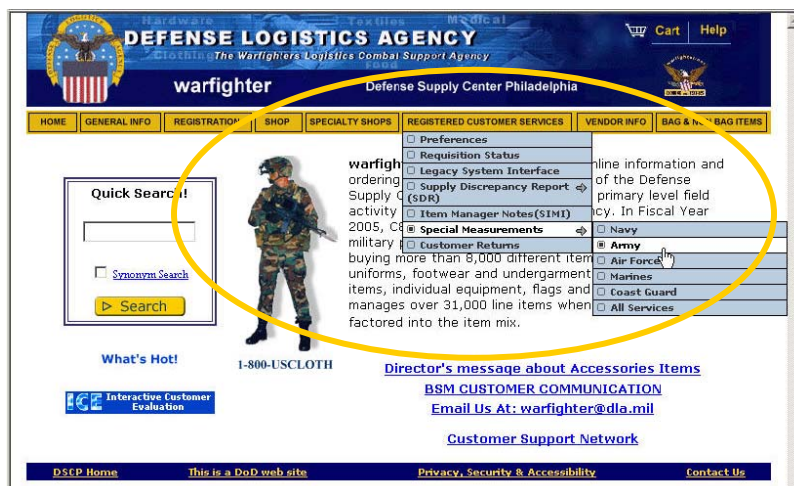 Hardware Textiles Medical
DEFENSE LOGISTICS AGENCY
Clothing The Warfighters Logistics Combat Support Agency
FOOD
Cart Help
warfighter Defense Supply Center Philadelphia
HOME GENERAL INFO REGISTRATION SHOP SPECIALTY SHOPS REGISTERED CUSTOMER SERVICES VENDOR INFO BAG & NON BAG ITEMS
Preferences
Requisition Status
Legacy System Interface
Supply Discrepancy Report
(SDR)
Item Manager Notes(SIMI)
Special Measurements
Customer Returns
Navy
Army
Air Force
Marines
Coast Guard
All Services
Quick Search!
Synonym Search
Search
What's Hot!
ICE Interactive Customer
Evaluation
1-800-USCLOTH
warfigh nline information and
ordering of the Defense
Supply primary level field
activity cy. In Fiscal Year
2005,
military
buying more than 8,000 different item
uniforms, footwear and undergarment
items, individual equipment, flags and
manages over 31,000 line items when
factored into the item mix.
Director's message about Accessories Items
BSM CUSTOMER COMMUNICATION
Email Us At: warfighter@dla.mil
Customer Support Network
DSCP Home This is a DoD web site Privacy, Security & Accessibility Contact Us